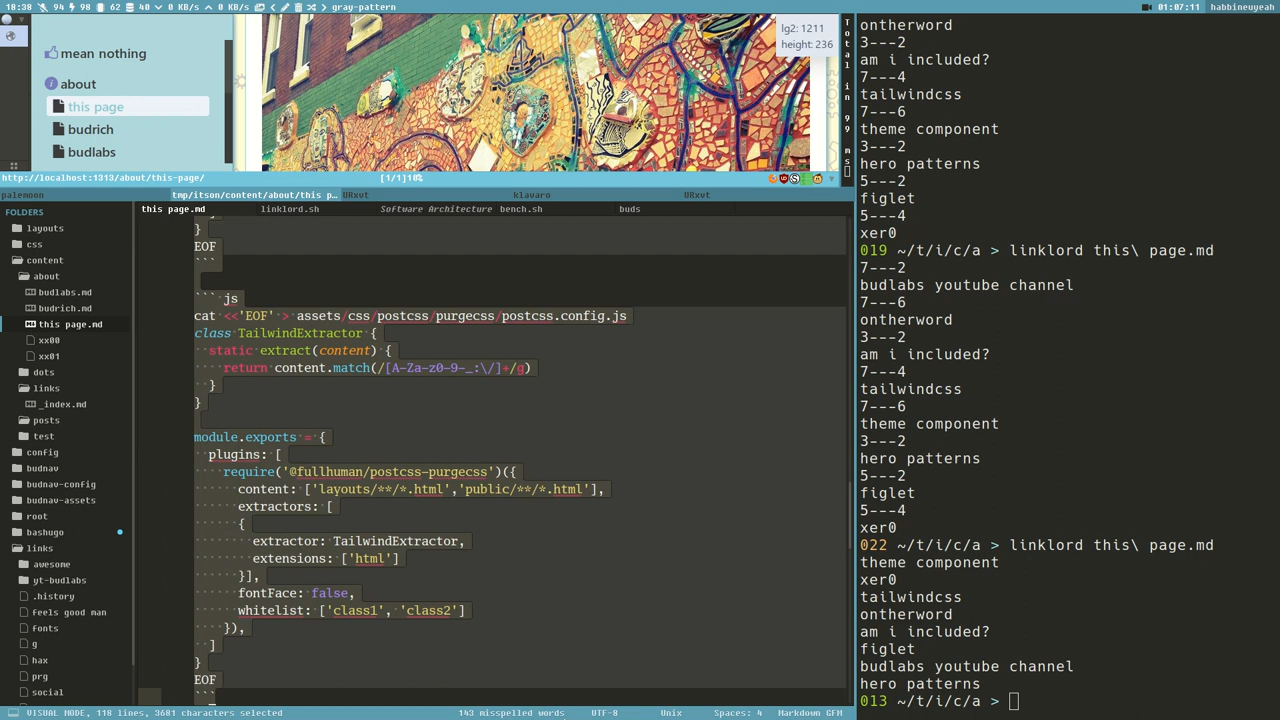 18:38 94 98 62 40 0 KB/s 0 KB/s gray-pattern 01:07:11 habbineuyeah
mean nothing
about
this page
budrich
budlabs
lg2: 1211
height: 236
Total in 99 ms
http://localhost:1313/about/this-page/ [1/1]
palemoon tmp/itson/content/about/this p… URxvt klavaro URxvt
FOLDERS
layouts
css
content
about
budlabs.md
budrich.md
this page.md
xx00
xx01
dots
links
_index.md
posts
test
config
budnav
budnav-config
budnav-assets
root
bashugo
links
awesome
yt-budlabs
.history
feels good man
fonts
g
hax
prg
social
this page.md linklord.sh Software Architecture bench.sh buds
}
EOF
```
``` js
cat <<'EOF' > assets/css/postcss/purgecss/postcss.config.js
class TailwindExtractor {
static extract(content) {
return content.match(/[A-Za-z0-9-_:\/]+/g)
}
}
module.exports = {
plugins: [
require('@fullhuman/postcss-purgecss')({
content: ['layouts/**/*.html','public/**/*.html'],
extractors: [
{
extractor: TailwindExtractor,
extensions: ['html']
}],
fontFace: false,
whitelist: ['class1', 'class2']
}),
]
}
EOF
```
VISUAL MODE, 118 lines, 3681 characters selected 143 misspelled words UTF-8 Unix Spaces: 4 Markdown GFM
ontherword
3---2
am i included?
7---4
tailwindcss
7---6
theme component
3---2
hero patterns
5---2
figlet
5---4
xer0
019 ~/t/i/c/a > linklord this\ page.md
7---2
budlabs youtube channel
7---6
ontherword
3---2
am i included?
7---4
tailwindcss
7---6
theme component
3---2
hero patterns
5---2
figlet
5---4
xer0
022 ~/t/i/c/a > linklord this\ page.md
theme component
xer0
tailwindcss
ontherword
am i included?
figlet
budlabs youtube channel
hero patterns
013 ~/t/i/c/a >